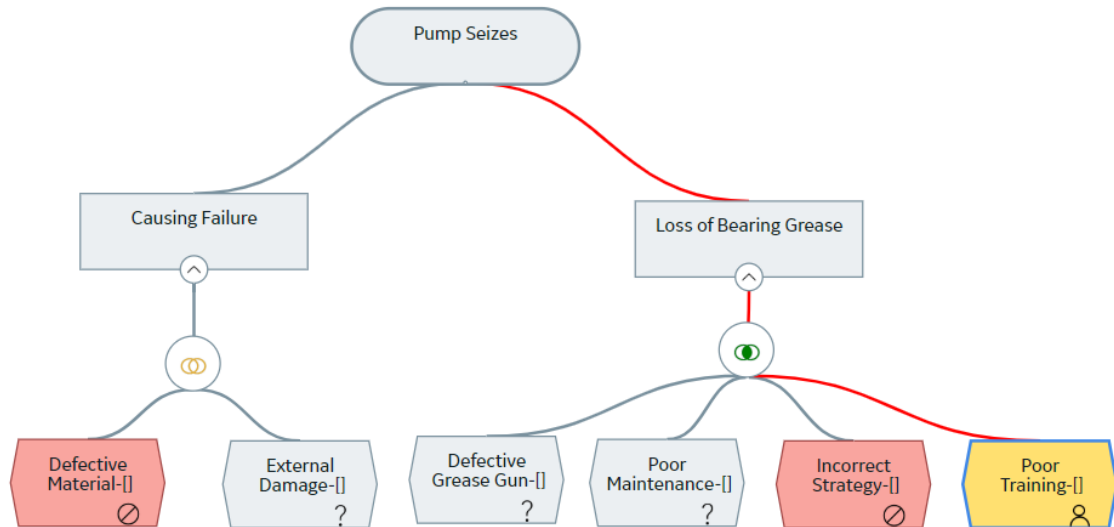 Pump Seizes
Causing Failure
Loss of Bearing Grease
Defective
Material-[]
External
Damage-[]
?
Defective
Grease Gun-[]
?
Poor
Maintenance-[]
?
Incorrect
Strategy-[]
Poor
Training-[]